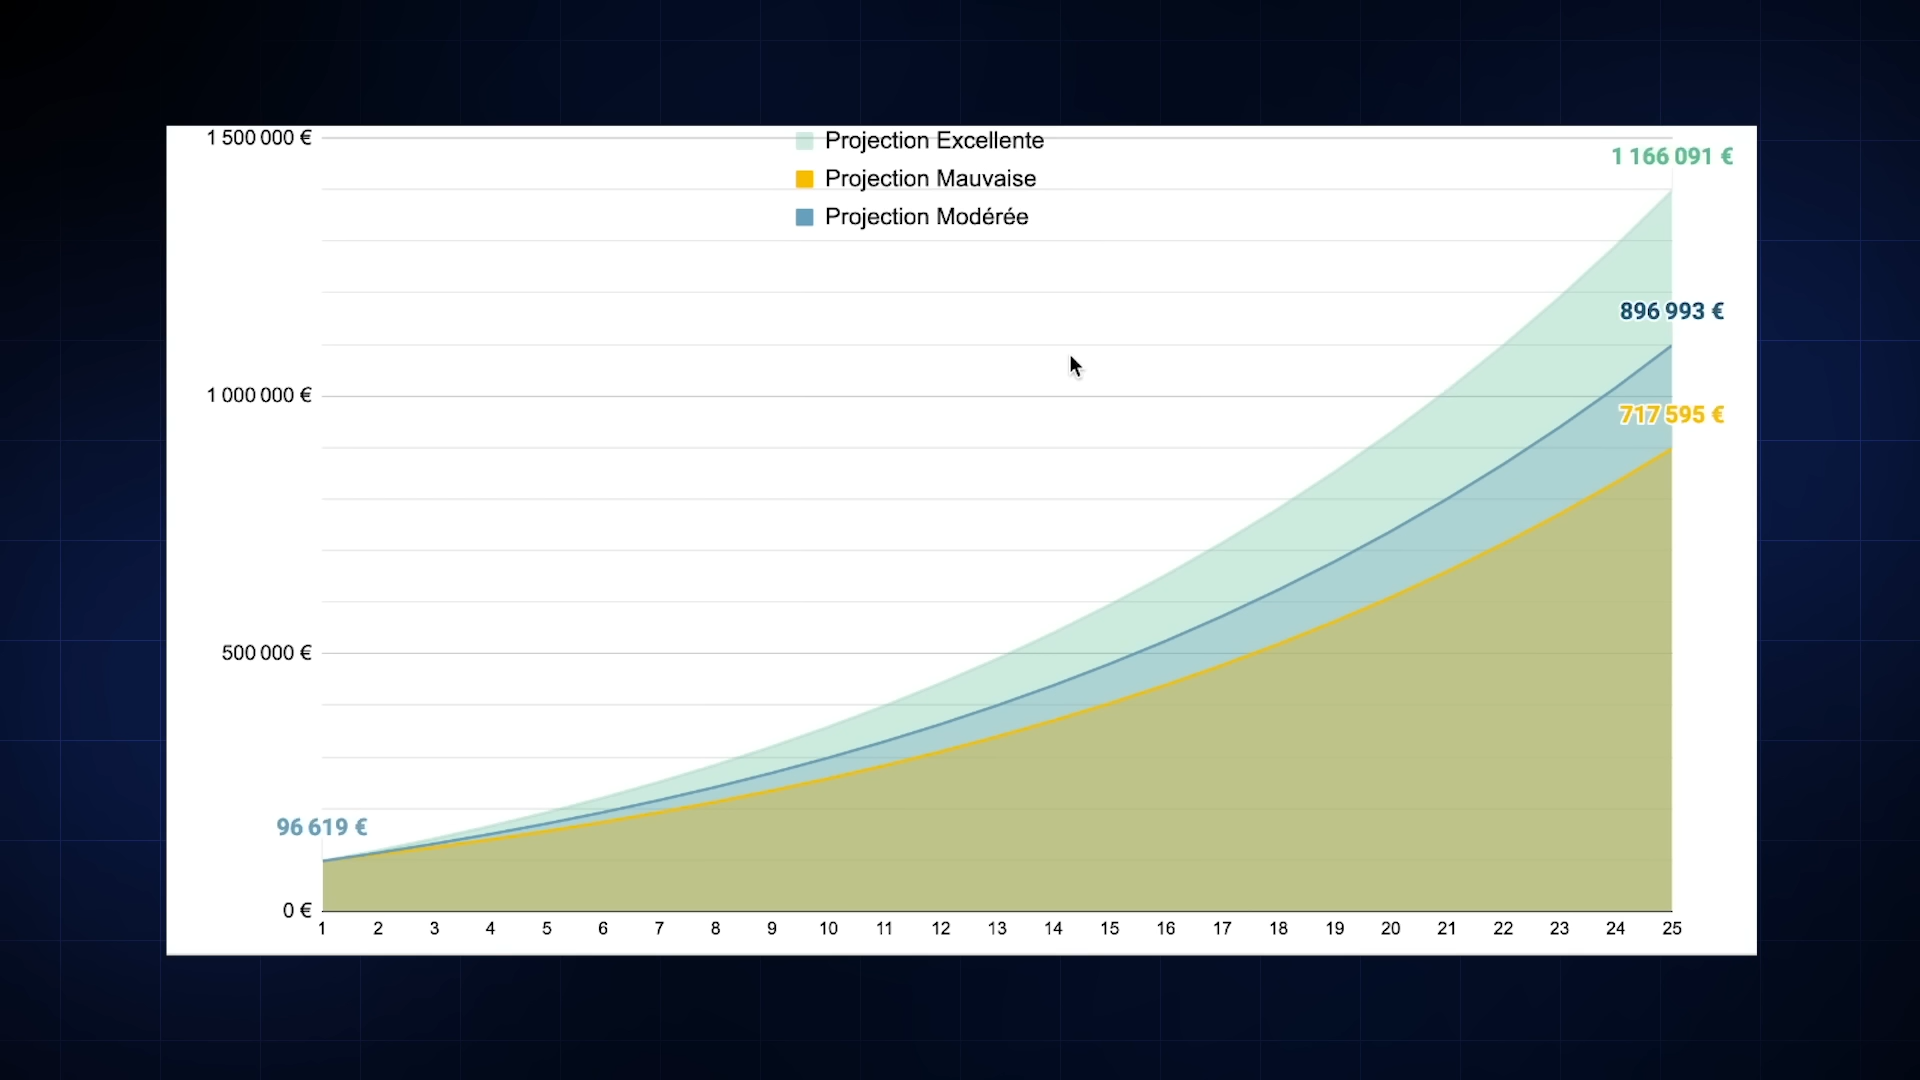 1 500 000 €
Projection Excellente
1 166 091 €
Projection Mauvaise
Projection Modérée
896 993 €
1 000 000 €
717 595 €
500 000 €
96 619 €
0 €
1 2 3 4 5 6 7 8 9 10 11 12 13 14 15 16 17 18 19 20 21 22 23 24 25